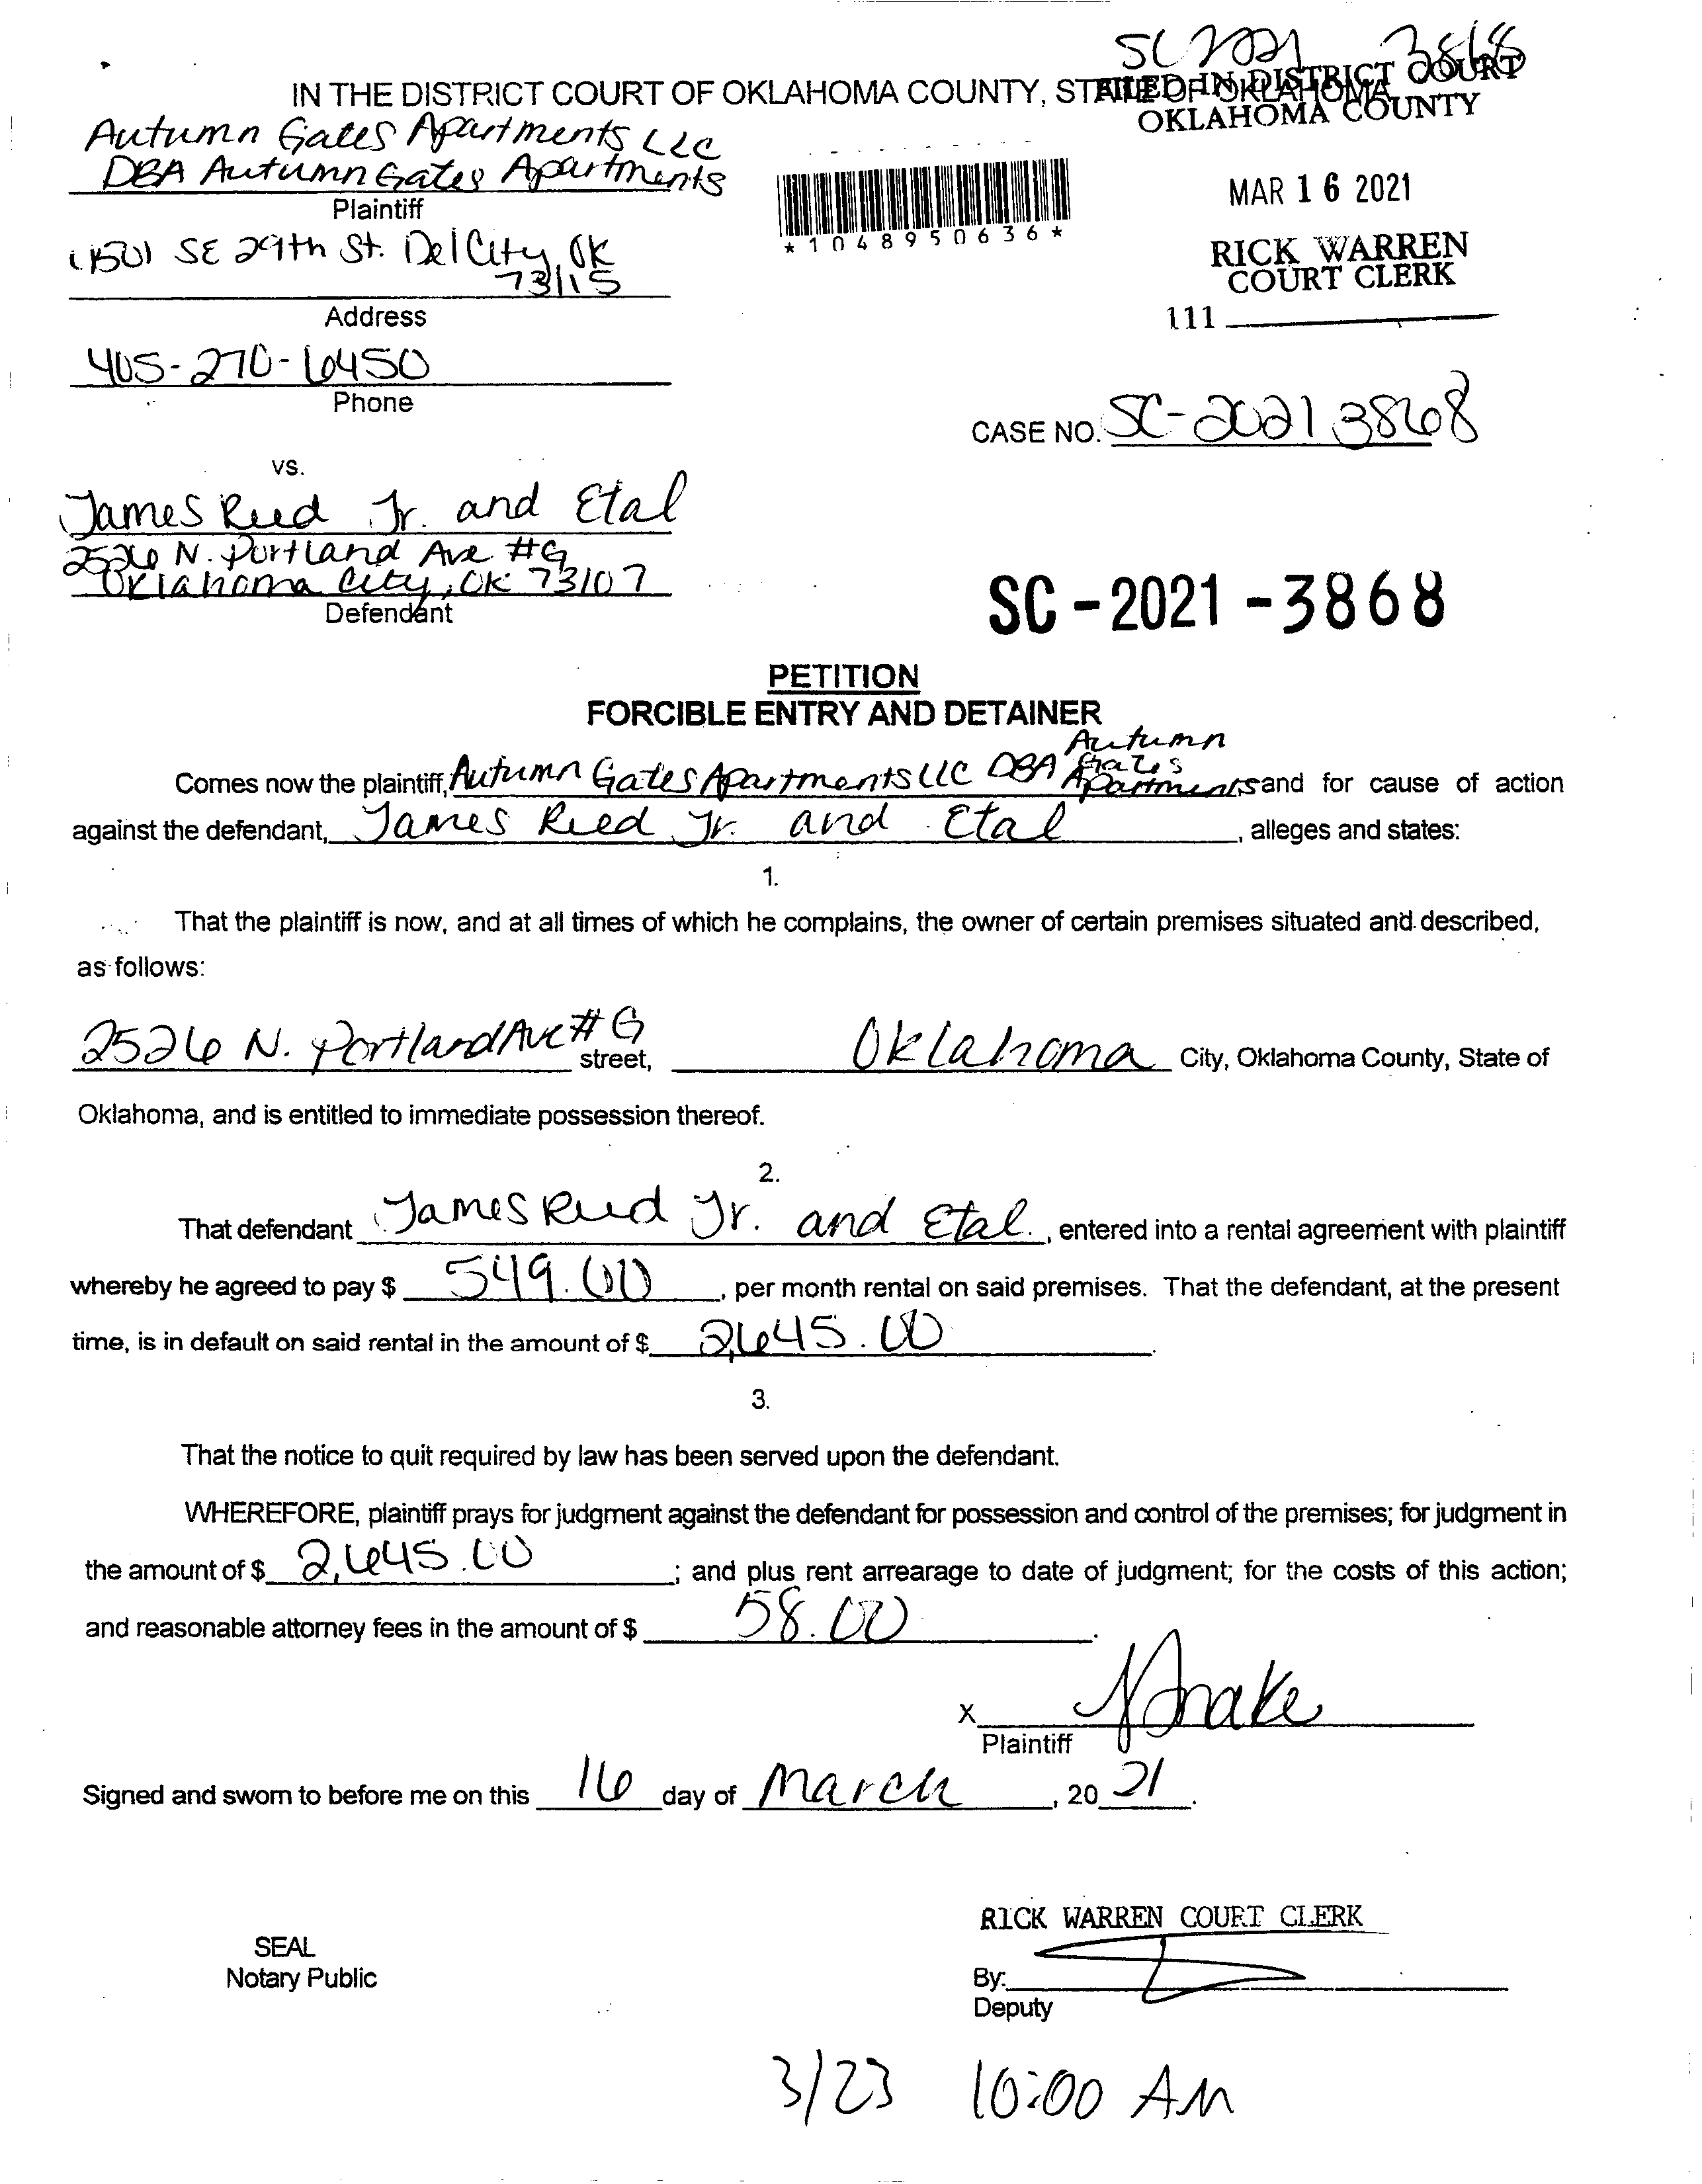 SC 2021 3868
IN THE DISTRICT COURT OF OKLAHOMA COUNTY, STATE OF OKLAHOMA
FILED IN DISTRICT COURT
OKLAHOMA COUNTY
Autumn Gates Apartments LLC
DBA Autumn Gates Apartments
Plaintiff
MAR 16 2021
*1048950636*
SE 29th St. Del City, OK
73115
RICK WARREN
COURT CLERK
Address
111
405-270-6450
Phone
CASE NO. SC-2021 3868
vs.
James Reed Jr. and Etal
2526 N. Portland Ave #G
Oklahoma City, OK 73107
Defendant
SC-2021-3868
PETITION
FORCIBLE ENTRY AND DETAINER
Comes now the plaintiff, Autumn Gates Apartments LLC DBA Autumn Gates Apartments and for cause of action
against the defendant, James Reed Jr. and Etal, alleges and states:
1.
That the plaintiff is now, and at all times of which he complains, the owner of certain premises situated and described,
as follows:
2526 N. Portland Ave #G street, Oklahoma City, Oklahoma County, State of
Oklahoma, and is entitled to immediate possession thereof.
2.
That defendant James Reed Jr. and Etal., entered into a rental agreement with plaintiff
whereby he agreed to pay $ 549.00, per month rental on said premises. That the defendant, at the present
time, is in default on said rental in the amount of $ 2,645.00.
3.
That the notice to quit required by law has been served upon the defendant.
WHEREFORE, plaintiff prays for judgment against the defendant for possession and control of the premises; for judgment in
the amount of $ 2,645.00; and plus rent arrearage to date of judgment; for the costs of this action;
and reasonable attorney fees in the amount of $ 58.00.
X
Plaintiff
Signed and sworn to before me on this 16 day of March, 20 21.
RICK WARREN COURT CLERK
SEAL
Notary Public
By:
Deputy
3/23 10:00 AM